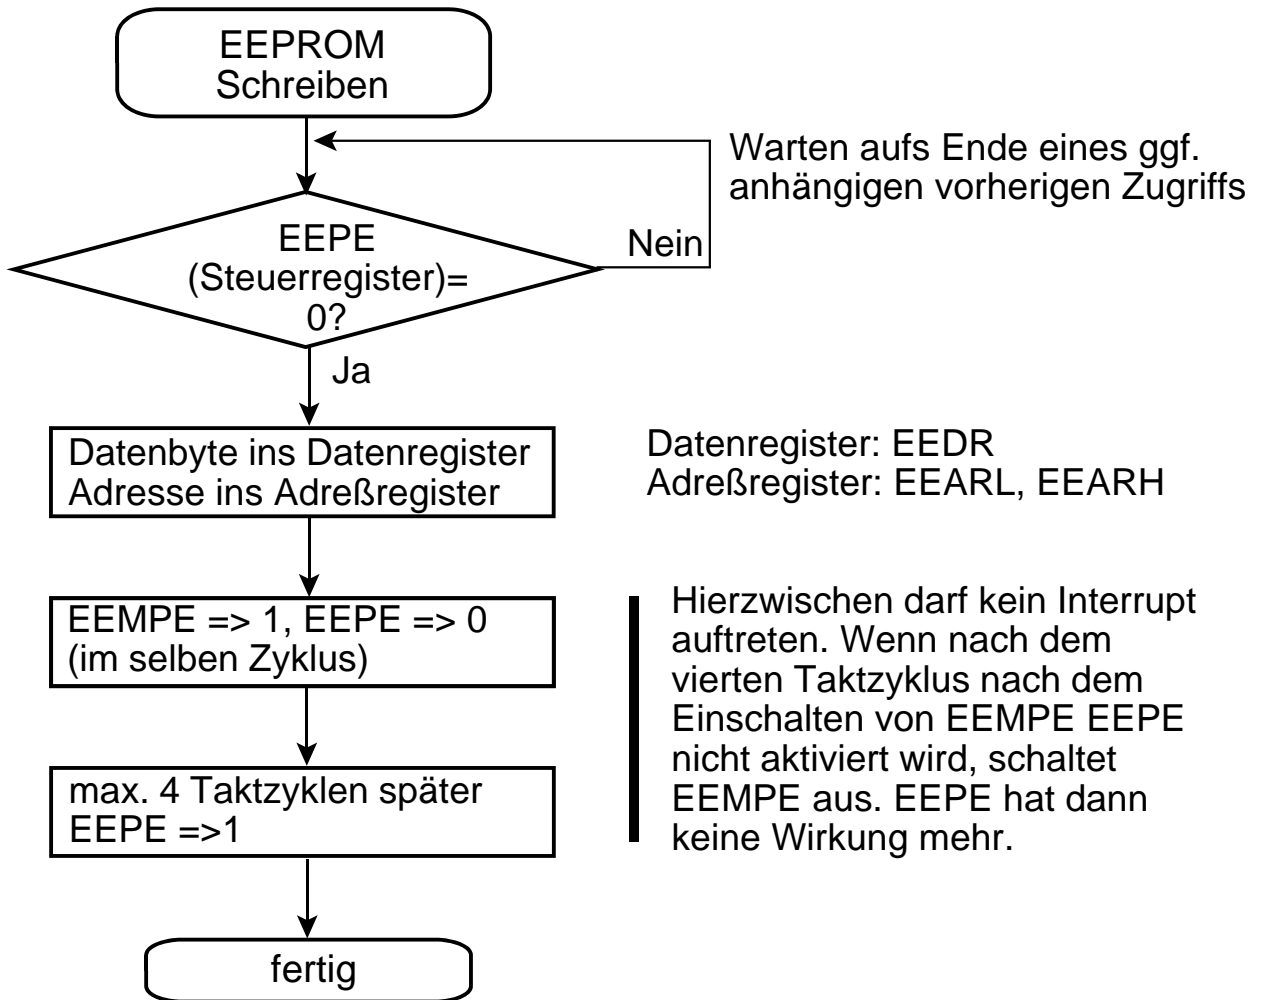 EEPROM
Schreiben
Warten aufs Ende eines ggf.
anhängigen vorherigen Zugriffs
EEPE
(Steuerregister)=
0?
Nein
Ja
Datenbyte ins Datenregister
Adresse ins Adreßregister
Datenregister: EEDR
Adreßregister: EEARL, EEARH
EEMPE => 1, EEPE => 0
(im selben Zyklus)
Hierzwischen darf kein Interrupt
auftreten. Wenn nach dem
vierten Taktzyklus nach dem
Einschalten von EEMPE EEPE
nicht aktiviert wird, schaltet
EEMPE aus. EEPE hat dann
keine Wirkung mehr.
max. 4 Taktzyklen später
EEPE =>1
fertig